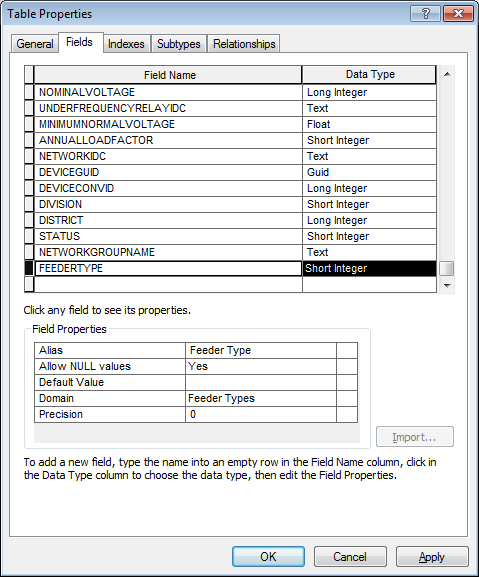 Table Properties
General Fields Indexes Subtypes Relationships
Field Name Data Type
NOMINALVOLTAGE Long Integer
UNDERFREQUENCYRELAYIDC Text
MINIMUMNORMALVOLTAGE Float
ANNUALLOADFACTOR Short Integer
NETWORKIDC Text
DEVICEGUID Guid
DEVICECONVID Long Integer
DIVISION Short Integer
DISTRICT Long Integer
STATUS Short Integer
NETWORKGROUPNAME Text
FEEDERTYPE Short Integer
Click any field to see its properties.
Field Properties
Alias Feeder Type
Allow NULL values Yes
Default Value
Domain Feeder Types
Precision 0
Import...
To add a new field, type the name into an empty row in the Field Name column, click in
the Data Type column to choose the data type, then edit the Field Properties.
OK Cancel Apply